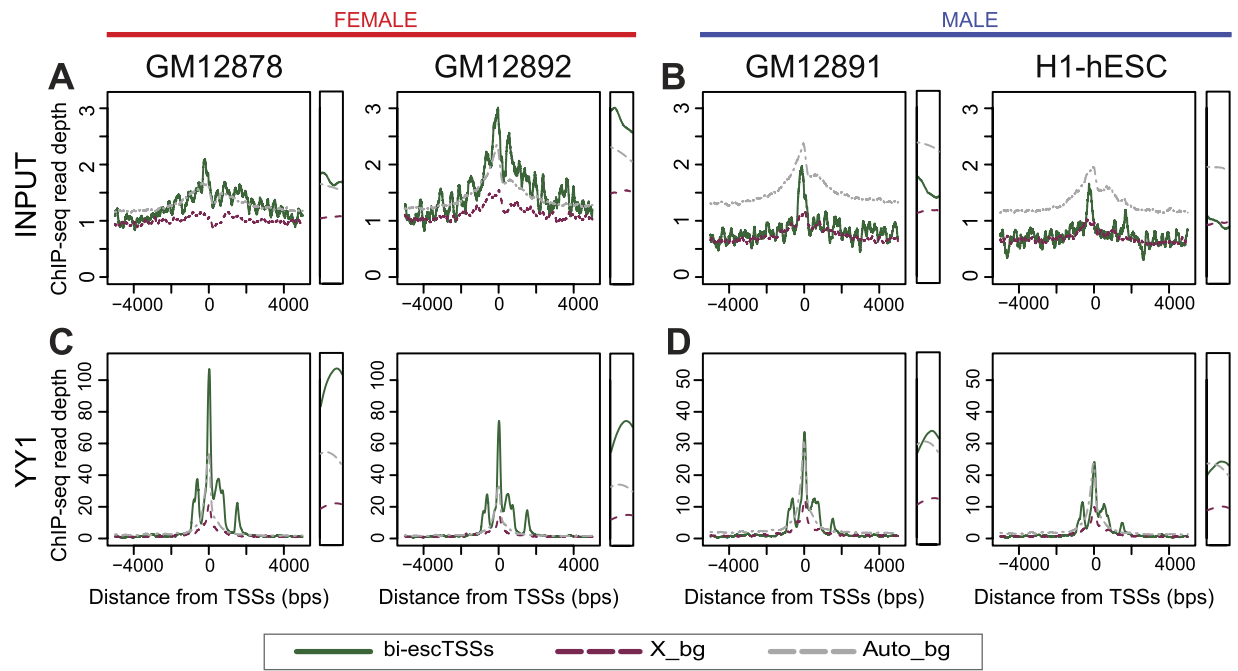 FEMALE
MALE
A
GM12878
GM12892
B
GM12891
H1-hESC
INPUT
ChIP-seq read depth
0 1 2 3
0 1 2 3
0 1 2 3
0 1 2 3
−4000 0 4000
−4000 0 4000
−4000 0 4000
−4000 0 4000
C
D
YY1
ChIP-seq read depth
0 20 40 60 80 100
0 20 40 60 80 100
0 10 20 30 40 50
0 10 20 30 40 50
−4000 0 4000
−4000 0 4000
−4000 0 4000
−4000 0 4000
Distance from TSSs (bps)
Distance from TSSs (bps)
Distance from TSSs (bps)
Distance from TSSs (bps)
bi-escTSSs
X_bg
Auto_bg